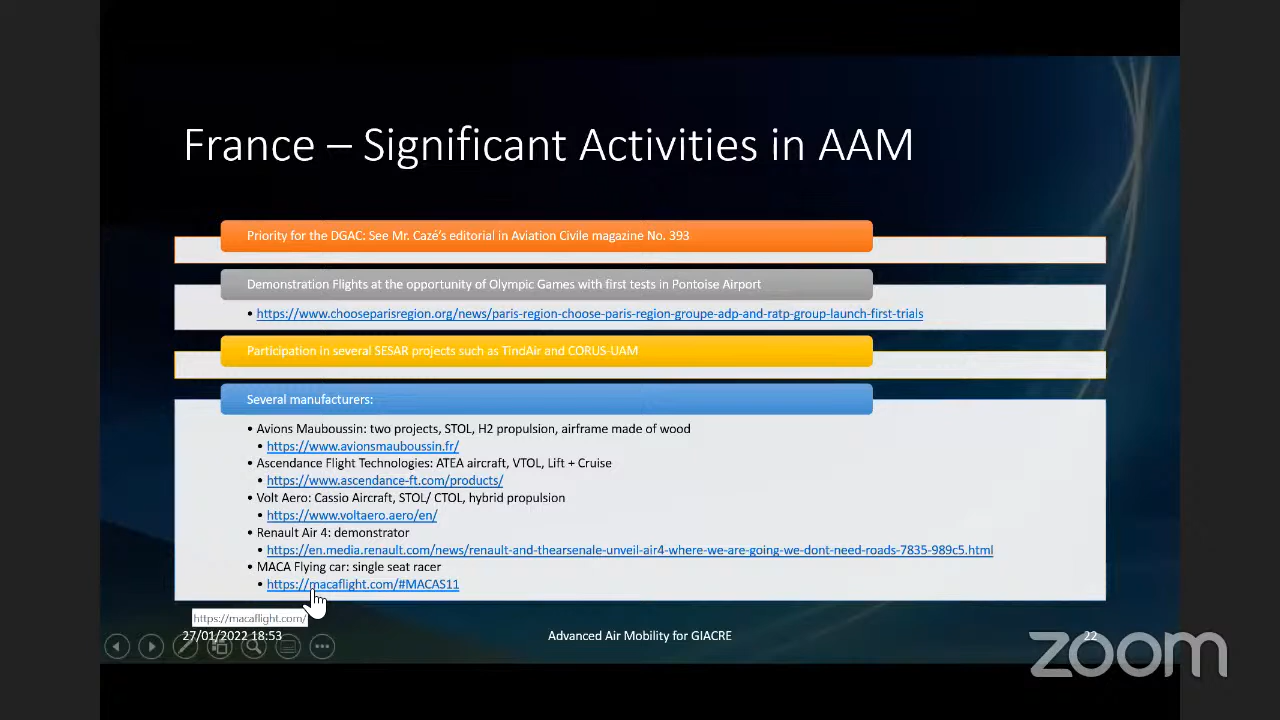 France – Significant Activities in AAM
Priority for the DGAC: See Mr. Cazé's editorial in Aviation Civile magazine No. 393
Demonstration Flights at the opportunity of Olympic Games with first tests in Pontoise Airport
• https://www.chooseparisregion.org/news/paris-region-choose-paris-region-groupe-adp-and-ratp-group-launch-first-trials
Participation in several SESAR projects such as TindAir and CORUS-UAM
Several manufacturers:
• Avions Mauboussin: two projects, STOL, H2 propulsion, airframe made of wood
• https://www.avionsmauboussin.fr/
• Ascendance Flight Technologies: ATEA aircraft, VTOL, Lift + Cruise
• https://www.ascendance-ft.com/products/
• Volt Aero: Cassio Aircraft, STOL/ CTOL, hybrid propulsion
• https://www.voltaero.aero/en/
• Renault Air 4: demonstrator
• https://en.media.renault.com/news/renault-and-thearsenale-unveil-air4-where-we-are-going-we-dont-need-roads-7835-989c5.html
• MACA Flying car: single seat racer
• https://macaflight.com/#MACAS11
https://macaflight.com/
27/01/2022 18:53
Advanced Air Mobility for GIACRE
22
zoom